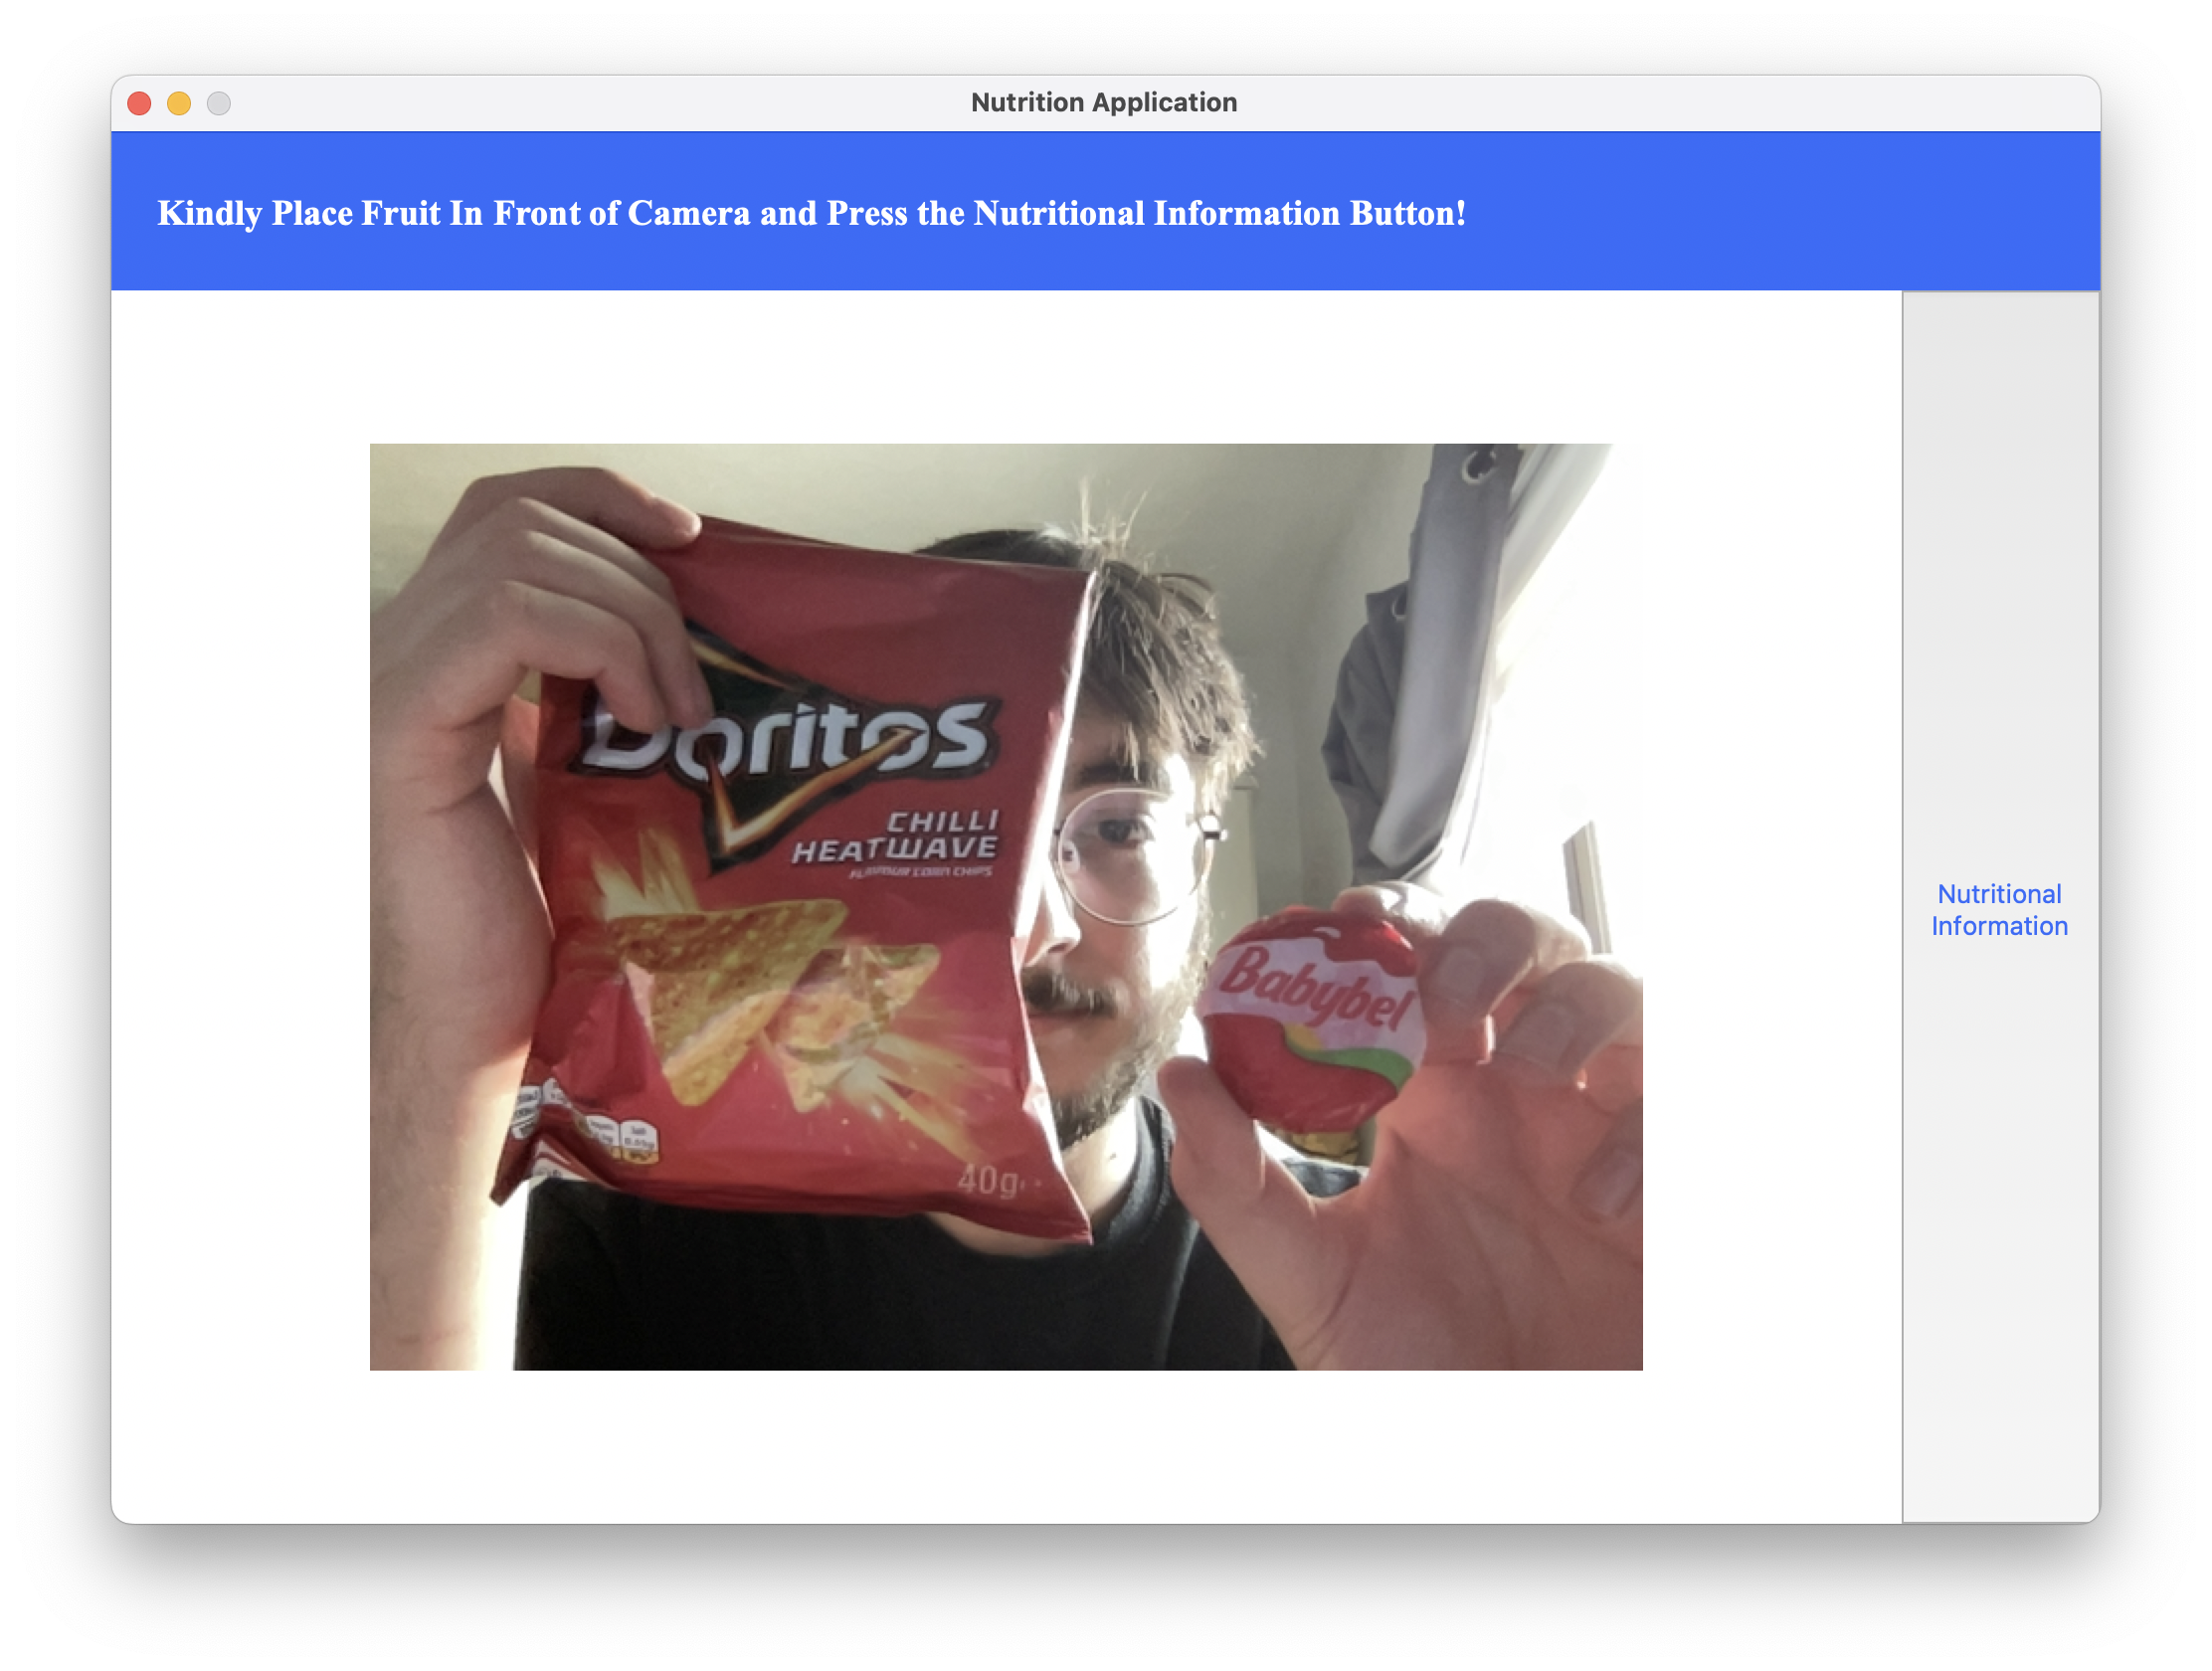 Nutrition Application
Kindly Place Fruit In Front of Camera and Press the Nutritional Information Button!
Doritos
CHILLI
HEATWAVE
FLAVOUR CORN CHIPS
40g
Babybel
Nutritional
Information